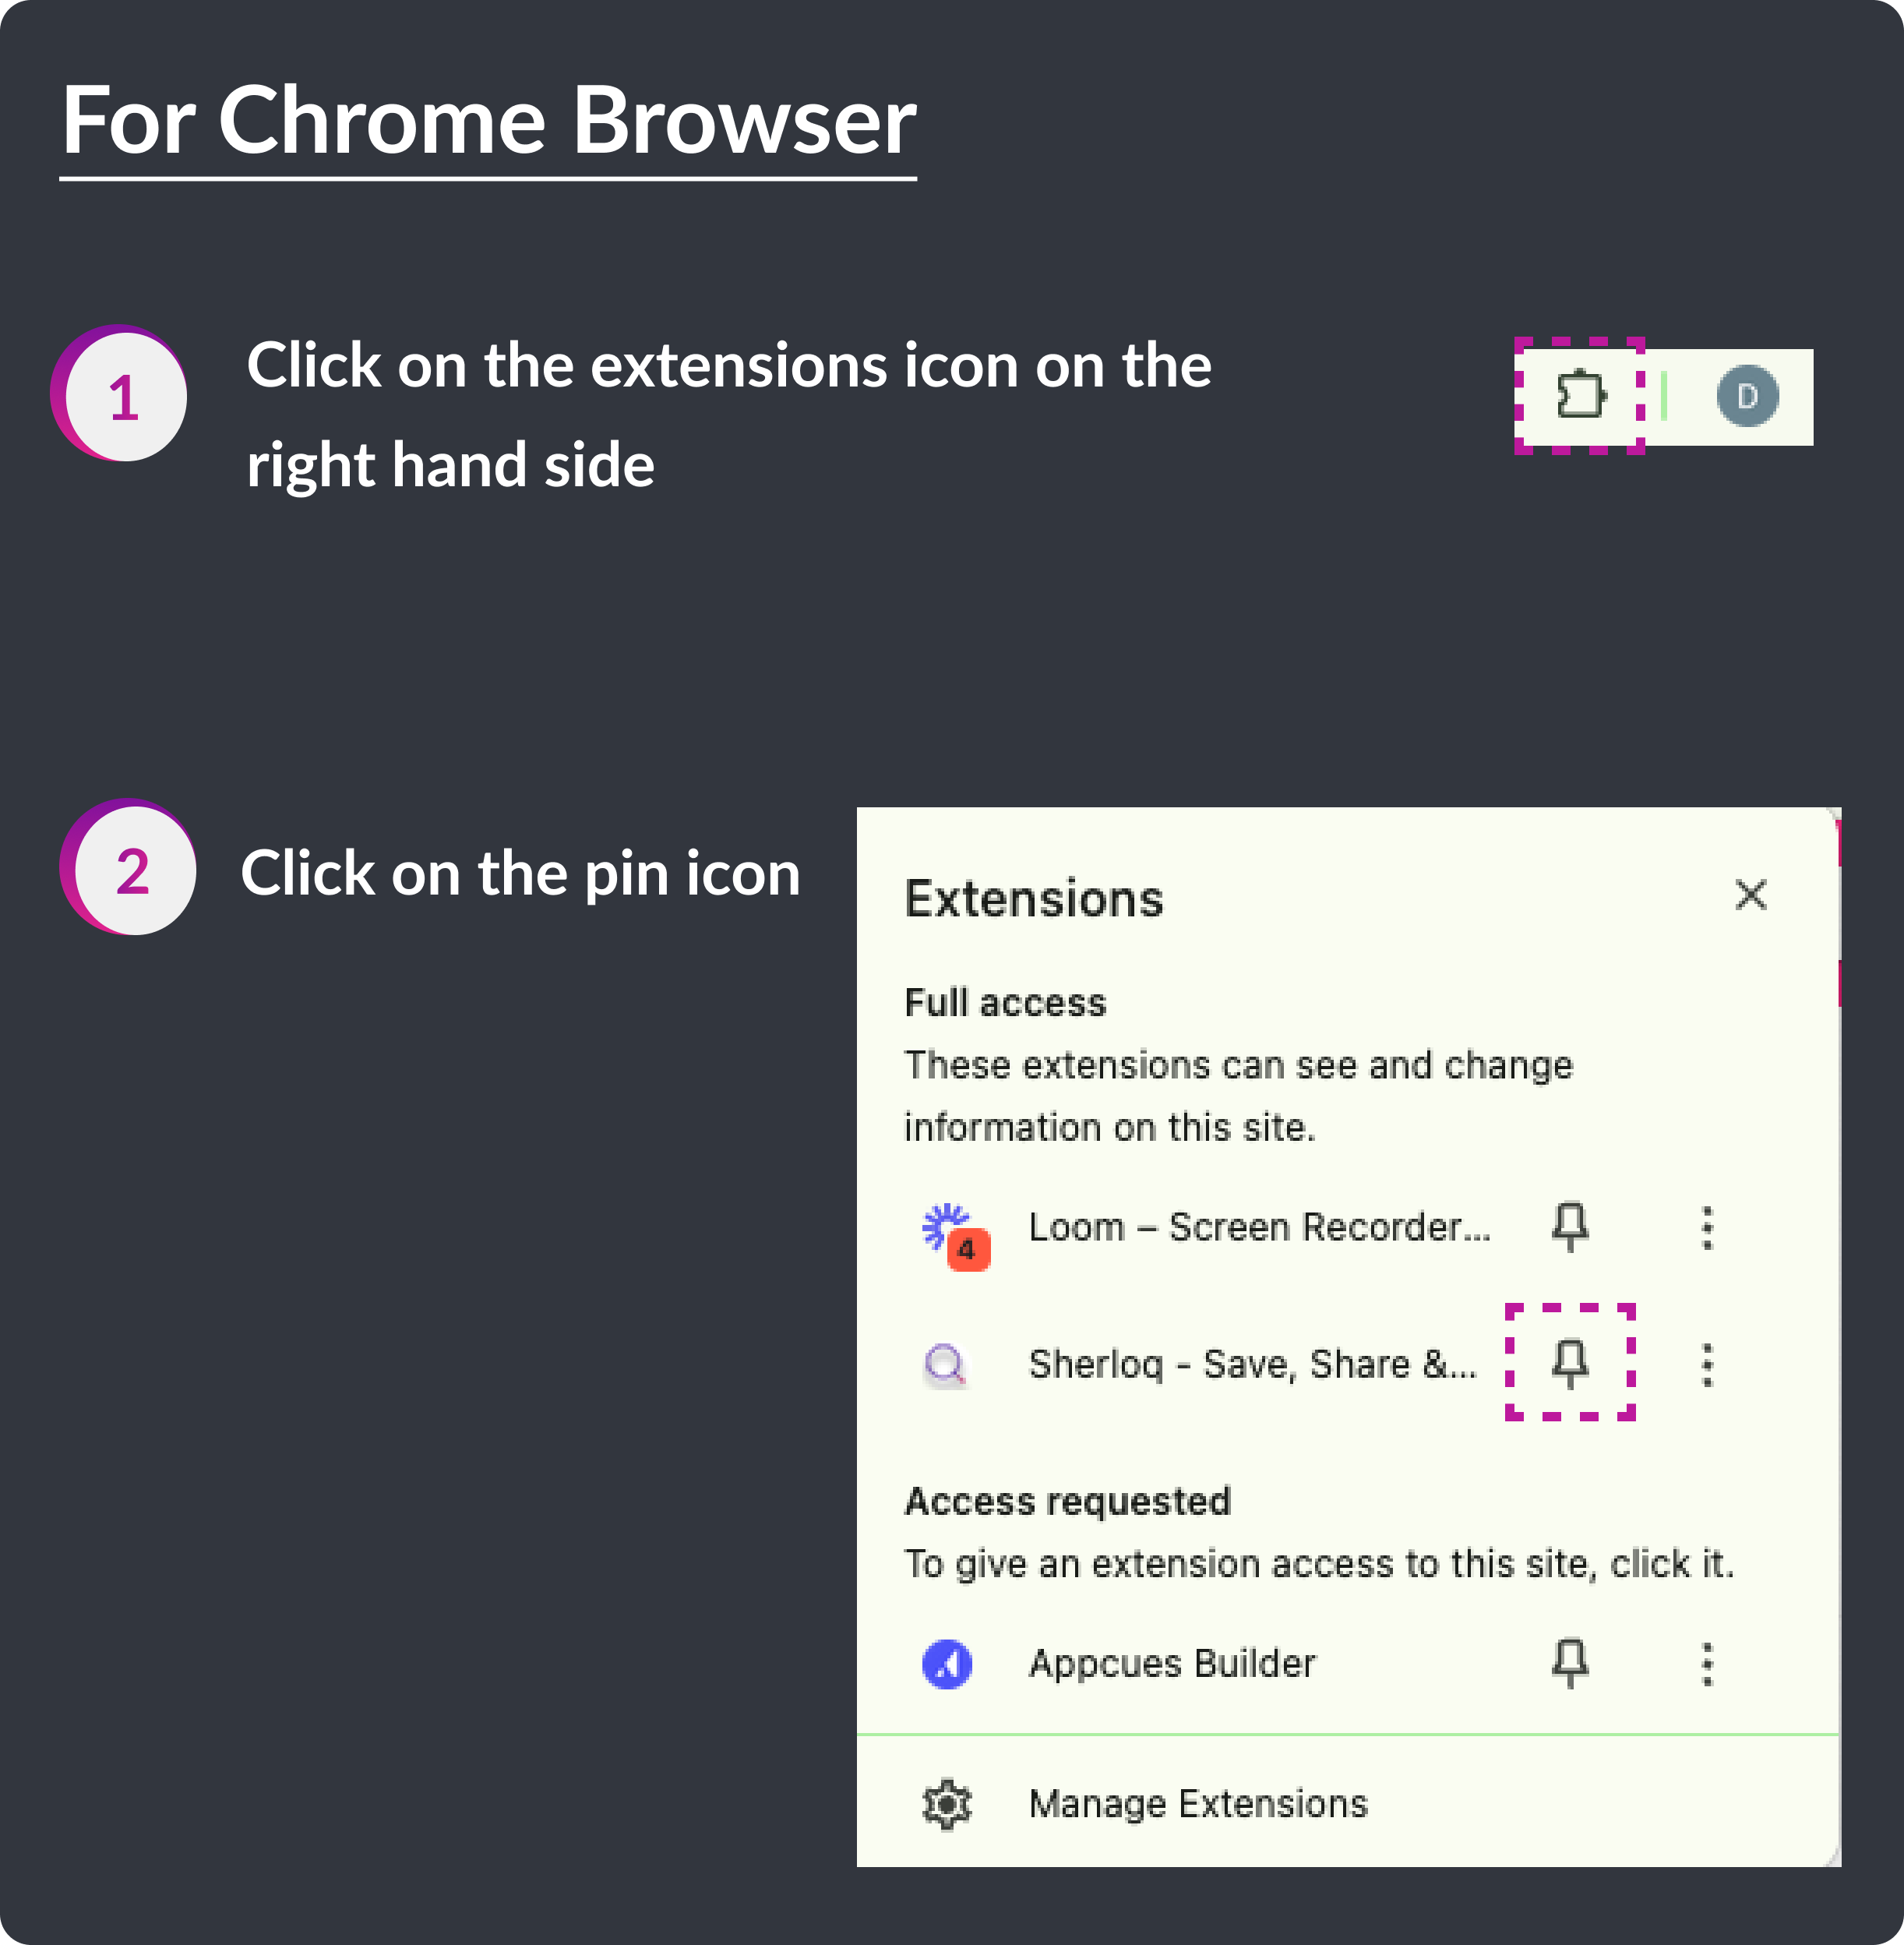 For Chrome Browser
1
Click on the extensions icon on the
right hand side
D
2
Click on the pin icon
Extensions
Full access
These extensions can see and change
information on this site.
4
Loom – Screen Recorder...
Sherloq - Save, Share &...
Access requested
To give an extension access to this site, click it.
Appcues Builder
Manage Extensions